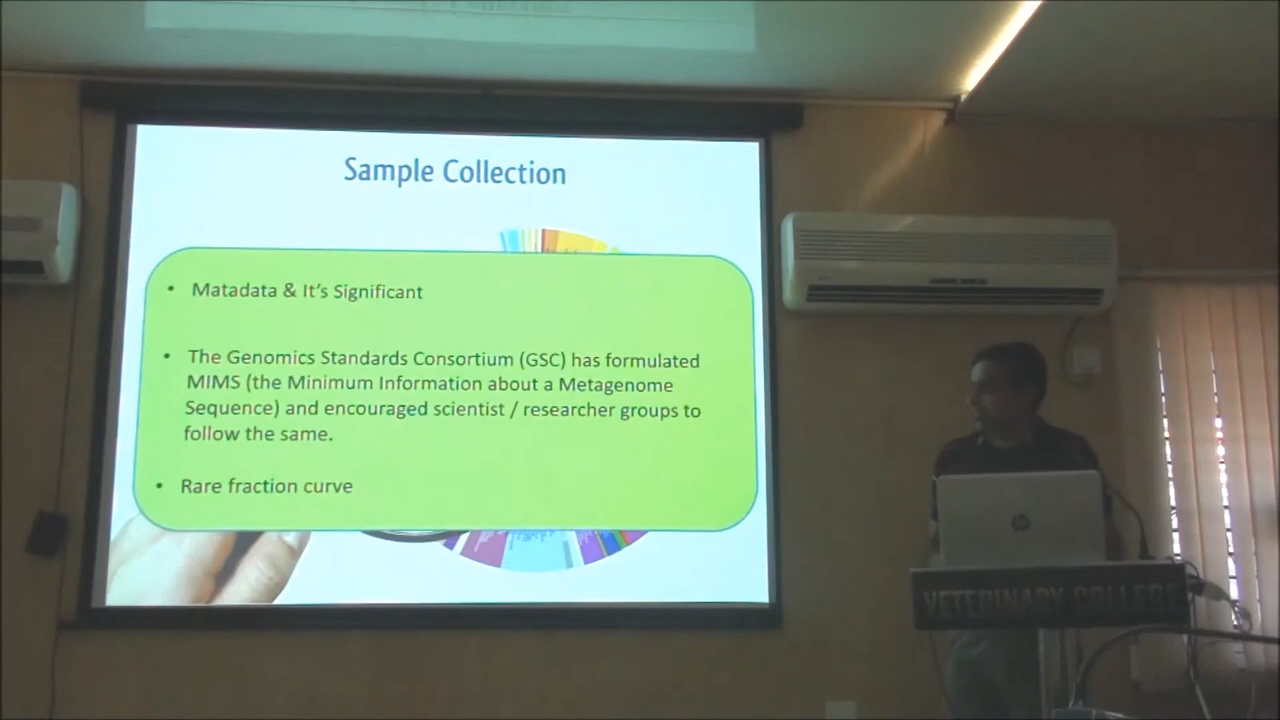 Sample Collection
• Matadata & It's Significant
• The Genomics Standards Consortium (GSC) has formulated
MIMS (the Minimum Information about a Metagenome
Sequence) and encouraged scientist / researcher groups to
follow the same.
• Rare fraction curve
hp
VETERINARY COLLEGE